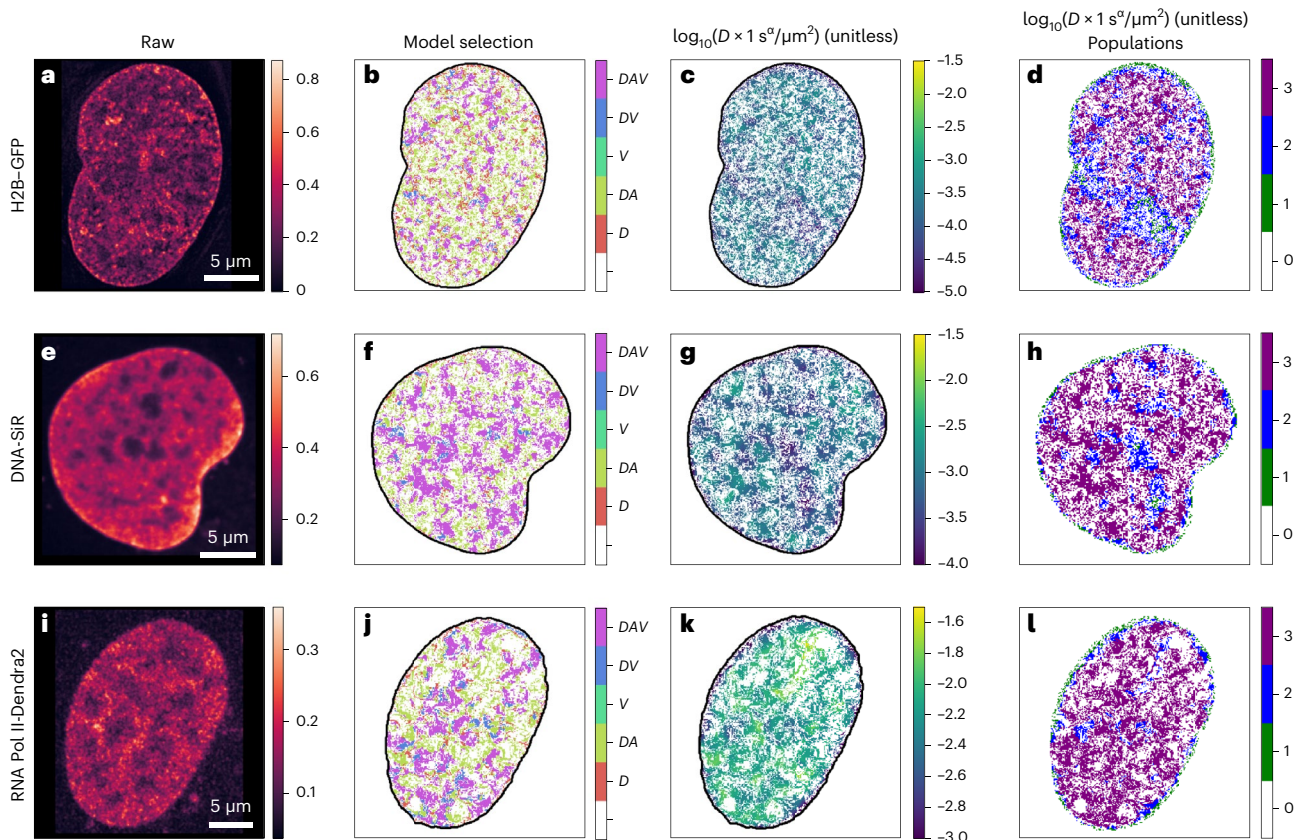 Raw
Model selection
log10(D × 1 sα/µm2) (unitless)
log10(D × 1 sα/µm2) (unitless)
Populations
H2B–GFP
a
5 µm
0.8
0.6
0.4
0.2
0
b
DAV
DV
V
DA
D
–
c
–1.5
–2.0
–2.5
–3.0
–3.5
–4.0
–4.5
–5.0
d
3
2
1
0
DNA-SiR
e
5 µm
0.6
0.4
0.2
f
DAV
DV
V
DA
D
–
g
–1.5
–2.0
–2.5
–3.0
–3.5
–4.0
h
3
2
1
0
RNA Pol II-Dendra2
i
5 µm
0.3
0.2
0.1
j
DAV
DV
V
DA
D
–
k
–1.6
–1.8
–2.0
–2.2
–2.4
–2.6
–2.8
–3.0
l
3
2
1
0